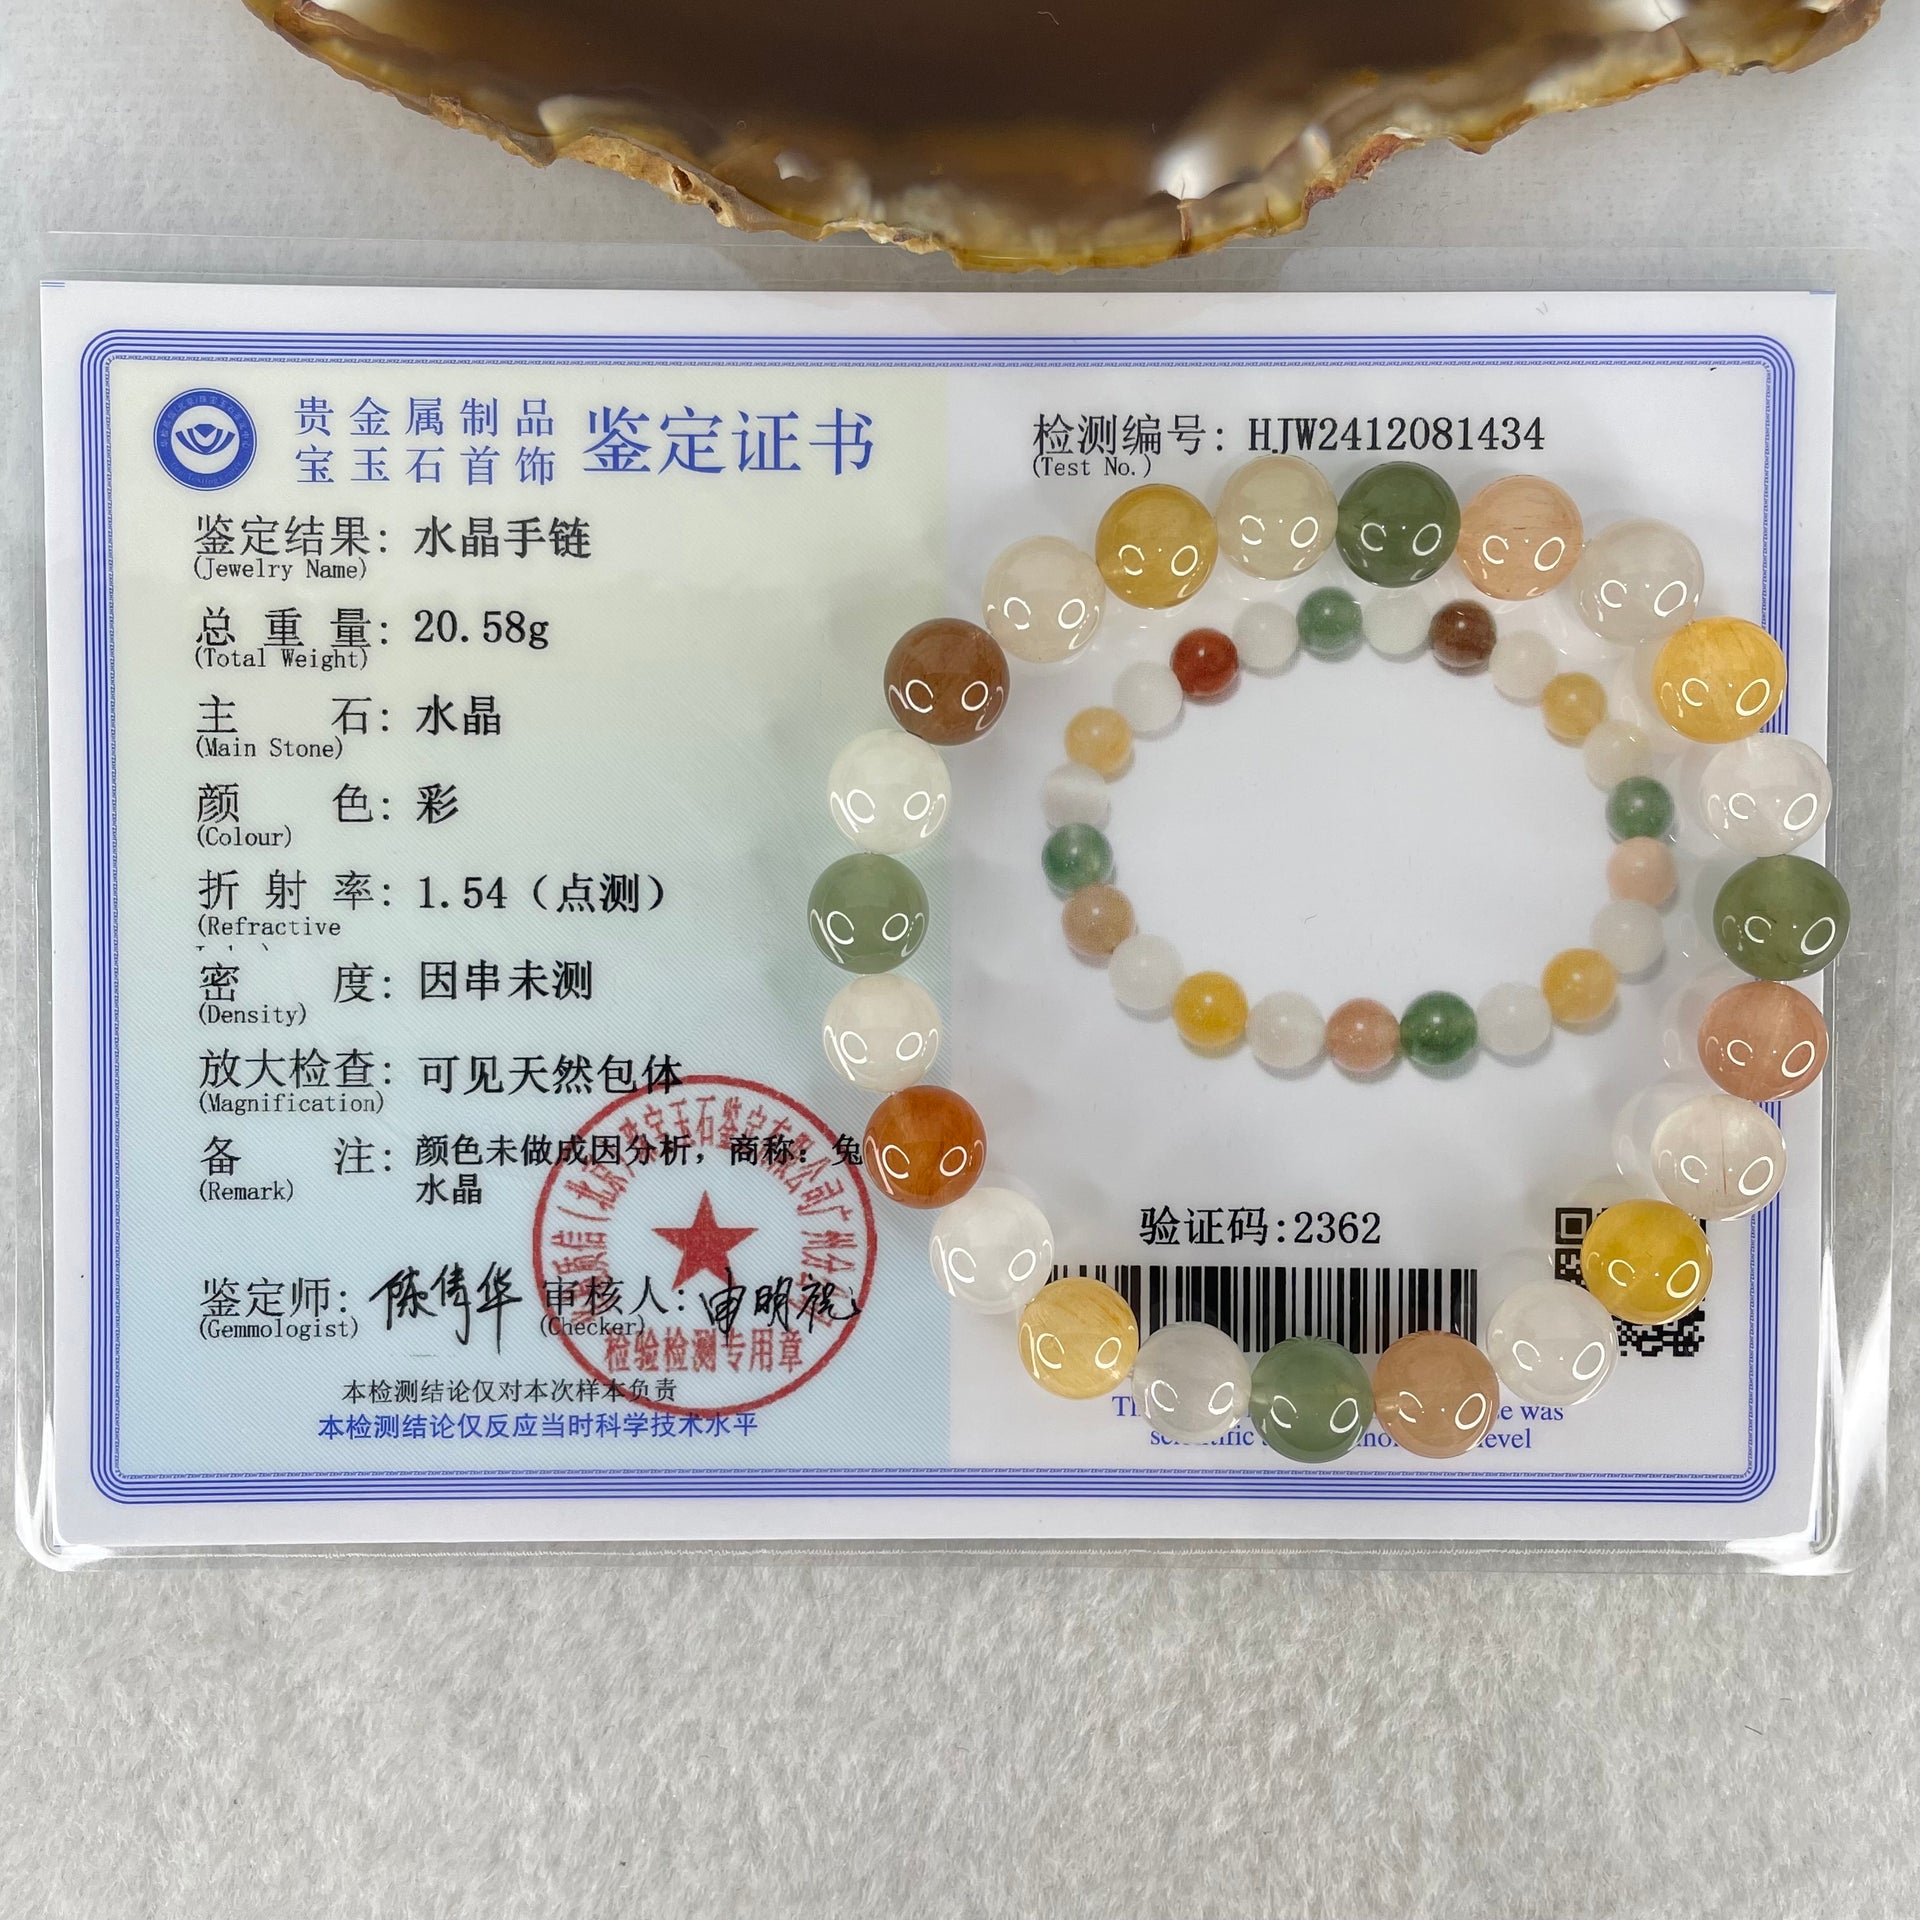 贵金属制品
宝玉石首饰
鉴定证书
鉴定结果: 水晶手链
(Jewelry Name)
总重量: 20.58g
(Total Weight)
主石: 水晶
(Main Stone)
颜色: 彩
(Colour)
折射率: 1.54（点测）
(Refractive
密度: 因串未测
(Density)
放大检查: 可见天然包体
(Magnification)
备注: 颜色未做成因分析，商称：兔
(Remark)
水晶
鉴定师: 陈倩华 审核人: 申明
(Gemmologist) (Checker)
检验检测专用章
本检测结论仅对本次样本负责
本检测结论仅反应当时科学技术水平
检测编号: HJW2412081434
(Test No.)
验证码:2362
was
level